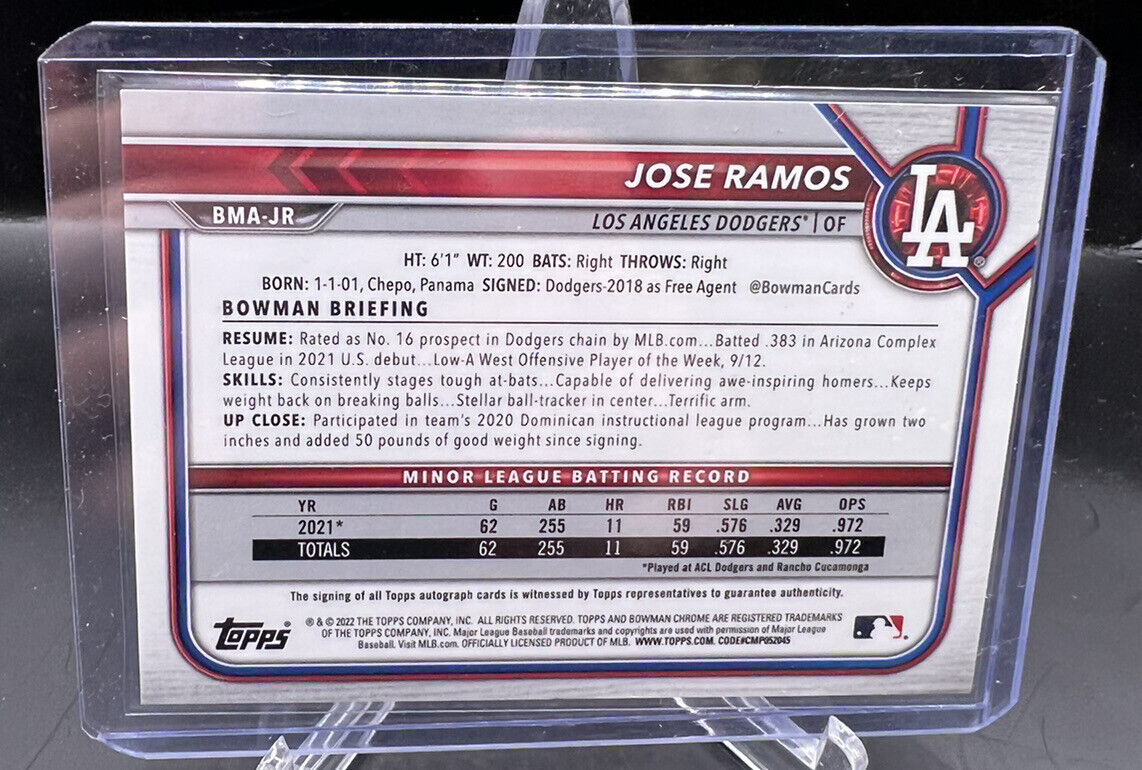 JOSE RAMOS
BMA-JR
LOS ANGELES DODGERS® | OF
LA®
HT: 6'1" WT: 200 BATS: Right THROWS: Right
BORN: 1-1-01, Chepo, Panama SIGNED: Dodgers-2018 as Free Agent @BowmanCards
BOWMAN BRIEFING
RESUME: Rated as No. 16 prospect in Dodgers chain by MLB.com...Batted .383 in Arizona Complex
League in 2021 U.S. debut...Low-A West Offensive Player of the Week, 9/12.
SKILLS: Consistently stages tough at-bats...Capable of delivering awe-inspiring homers...Keeps
weight back on breaking balls...Stellar ball-tracker in center...Terrific arm.
UP CLOSE: Participated in team's 2020 Dominican instructional league program...Has grown two
inches and added 50 pounds of good weight since signing.
MINOR LEAGUE BATTING RECORD
YR G AB HR RBI SLG AVG OPS
2021* 62 255 11 59 .576 .329 .972
TOTALS 62 255 11 59 .576 .329 .972
*Played at ACL Dodgers and Rancho Cucamonga
The signing of all Topps autograph cards is witnessed by Topps representatives to guarantee authenticity.
Topps®
® & © 2022 THE TOPPS COMPANY, INC. ALL RIGHTS RESERVED. TOPPS AND BOWMAN CHROME ARE REGISTERED TRADEMARKS
OF THE TOPPS COMPANY, INC. Major League Baseball trademarks and copyrights are used with permission of Major League
Baseball. Visit MLB.com. OFFICIALLY LICENSED PRODUCT OF MLB. WWW.TOPPS.COM. CODE#CMP052045